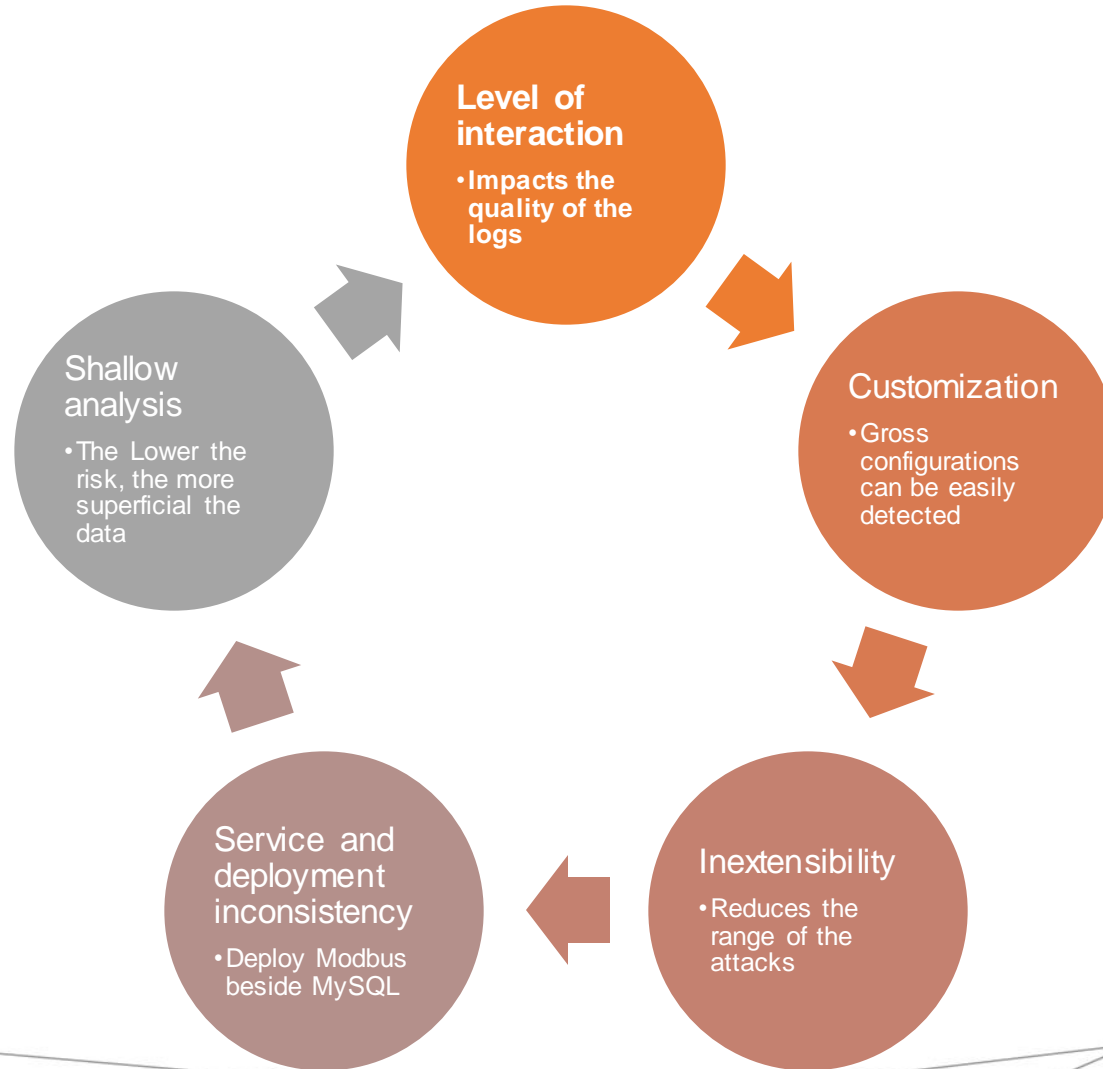 Level of
interaction
•Impacts the
quality of the
logs
Customization
•Gross
configurations
can be easily
detected
Inextensibility
•Reduces the
range of the
attacks
Service and
deployment
inconsistency
•Deploy Modbus
beside MySQL
Shallow
analysis
•The Lower the
risk, the more
superficial the
data